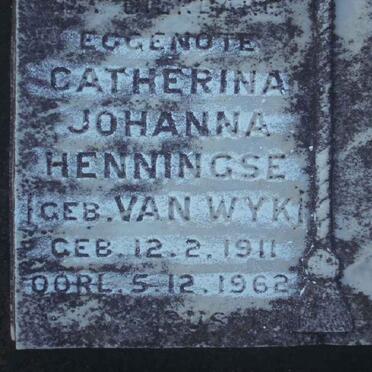 EGGENOTE
CATHERINA
JOHANNA
HENNINGSE
[GEB. VAN WYK]
GEB. 12.2.1911
OORL. 5.12.1962